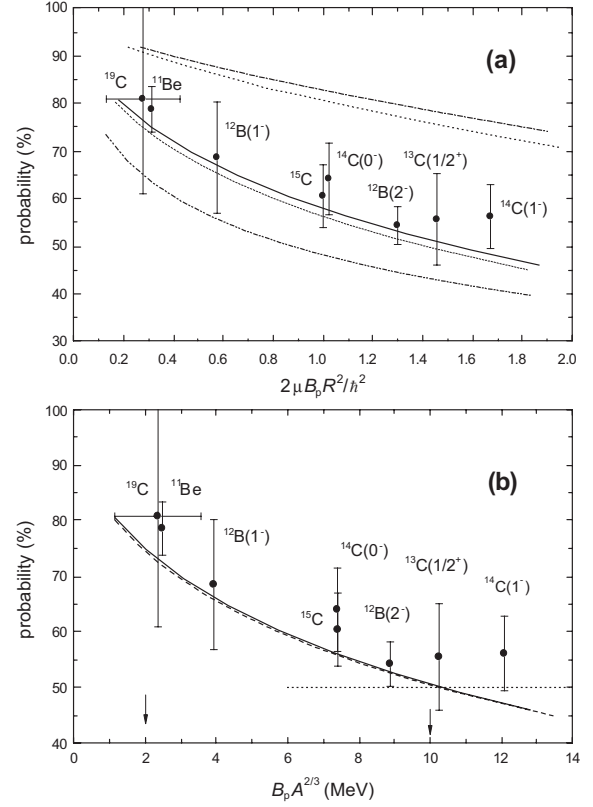 100
(a)
90
¹⁹C
¹¹Be
80
¹²B(1⁻)
70
¹⁴C(0⁻)
¹³C(1/2⁺)
¹⁵C
¹²B(2⁻)
¹⁴C(1⁻)
60
50
40
30
probability (%)
0.0 0.2 0.4 0.6 0.8 1.0 1.2 1.4 1.6 1.8 2.0
2μBₚR²/ħ²
100
(b)
90
¹⁹C
¹¹Be
80
¹²B(1⁻)
70
¹⁴C(0⁻)
¹³C(1/2⁺)
¹⁴C(1⁻)
¹⁵C
¹²B(2⁻)
60
50
40
probability (%)
0 2 4 6 8 10 12 14
BₚA²ᐟ³ (MeV)